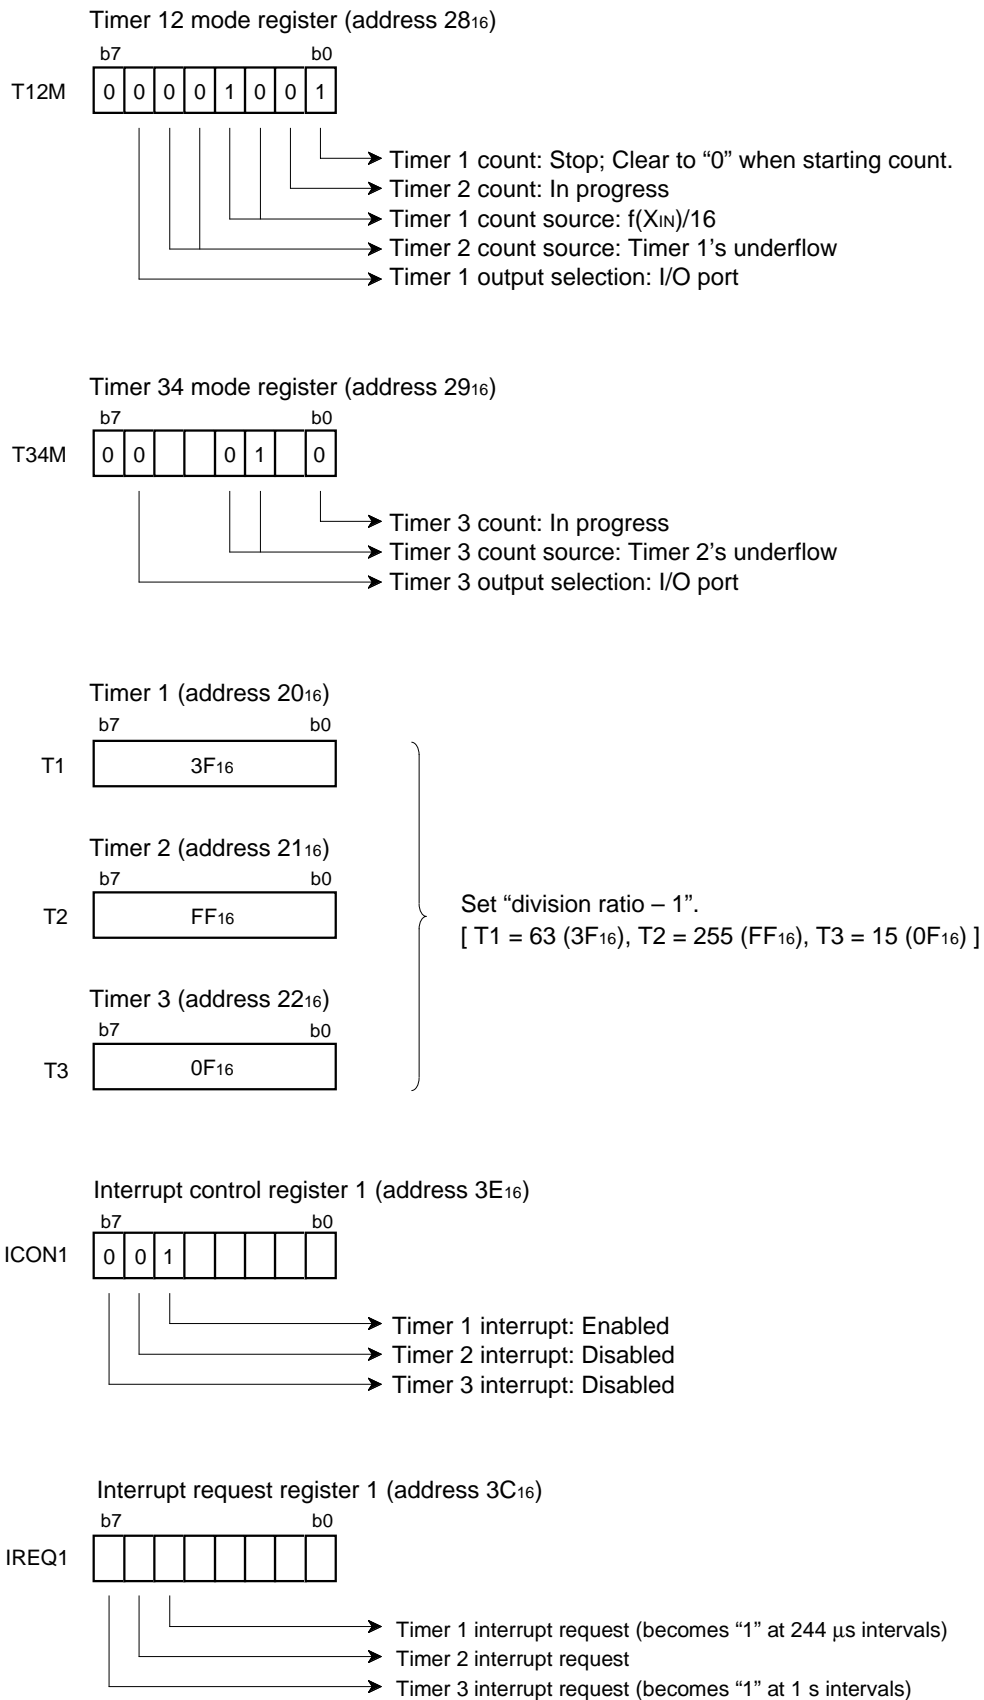 Timer 12 mode register (address 28₁₆)
b7 b0
T12M 0 0 0 0 1 0 0 1
Timer 1 count: Stop; Clear to “0” when starting count.
Timer 2 count: In progress
Timer 1 count source: f(XIN)/16
Timer 2 count source: Timer 1’s underflow
Timer 1 output selection: I/O port
Timer 34 mode register (address 29₁₆)
b7 b0
T34M 0 0 0 1 0
Timer 3 count: In progress
Timer 3 count source: Timer 2’s underflow
Timer 3 output selection: I/O port
Timer 1 (address 20₁₆)
b7 b0
T1 3F₁₆
Timer 2 (address 21₁₆)
b7 b0
T2 FF₁₆
Set “division ratio – 1”.
[ T1 = 63 (3F₁₆), T2 = 255 (FF₁₆), T3 = 15 (0F₁₆) ]
Timer 3 (address 22₁₆)
b7 b0
T3 0F₁₆
Interrupt control register 1 (address 3E₁₆)
b7 b0
ICON1 0 0 1
Timer 1 interrupt: Enabled
Timer 2 interrupt: Disabled
Timer 3 interrupt: Disabled
Interrupt request register 1 (address 3C₁₆)
b7 b0
IREQ1
Timer 1 interrupt request (becomes “1” at 244 μs intervals)
Timer 2 interrupt request
Timer 3 interrupt request (becomes “1” at 1 s intervals)